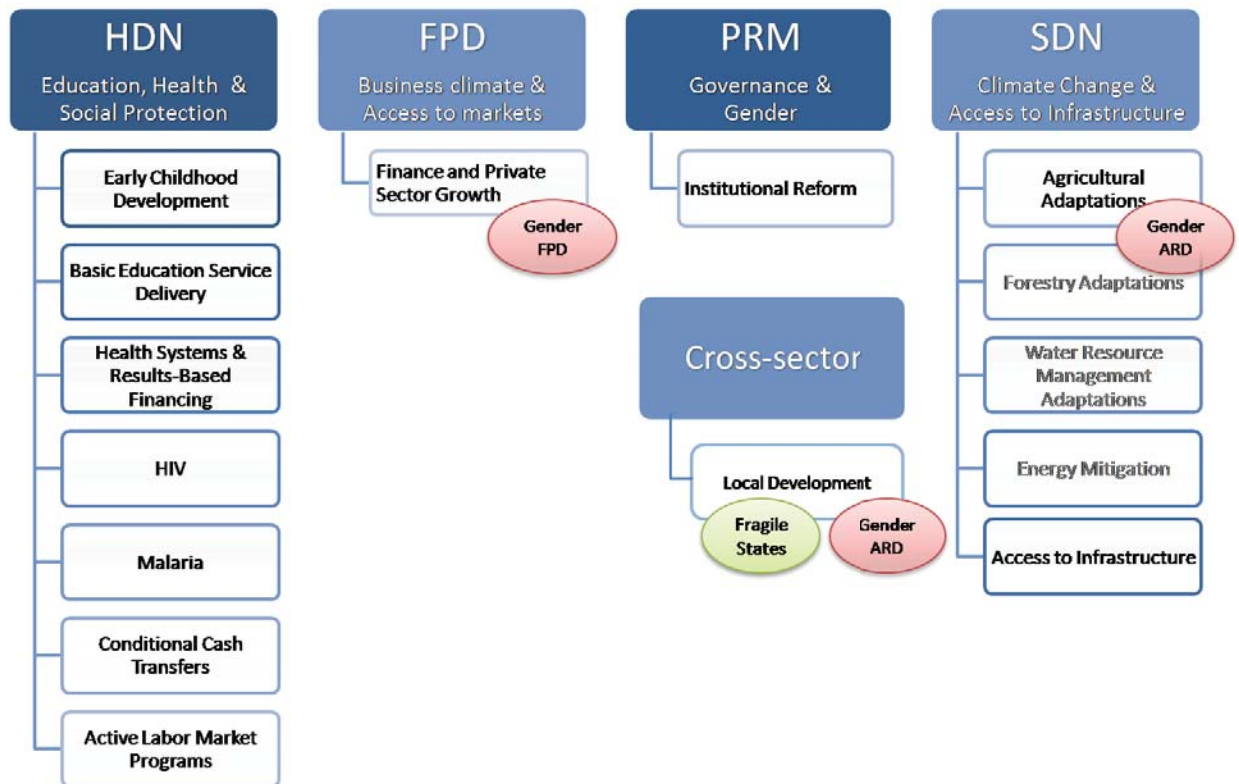 HDN
Education, Health &
Social Protection
Early Childhood
Development
Basic Education Service
Delivery
Health Systems &
Results-Based
Financing
HIV
Malaria
Conditional Cash
Transfers
Active Labor Market
Programs
FPD
Business climate &
Access to markets
Finance and Private
Sector Growth
Gender
FPD
PRM
Governance &
Gender
Institutional Reform
Cross-sector
Local Development
Fragile
States
Gender
ARD
SDN
Climate Change &
Access to Infrastructure
Agricultural
Adaptations
Gender
ARD
Forestry Adaptations
Water Resource
Management
Adaptations
Energy Mitigation
Access to Infrastructure